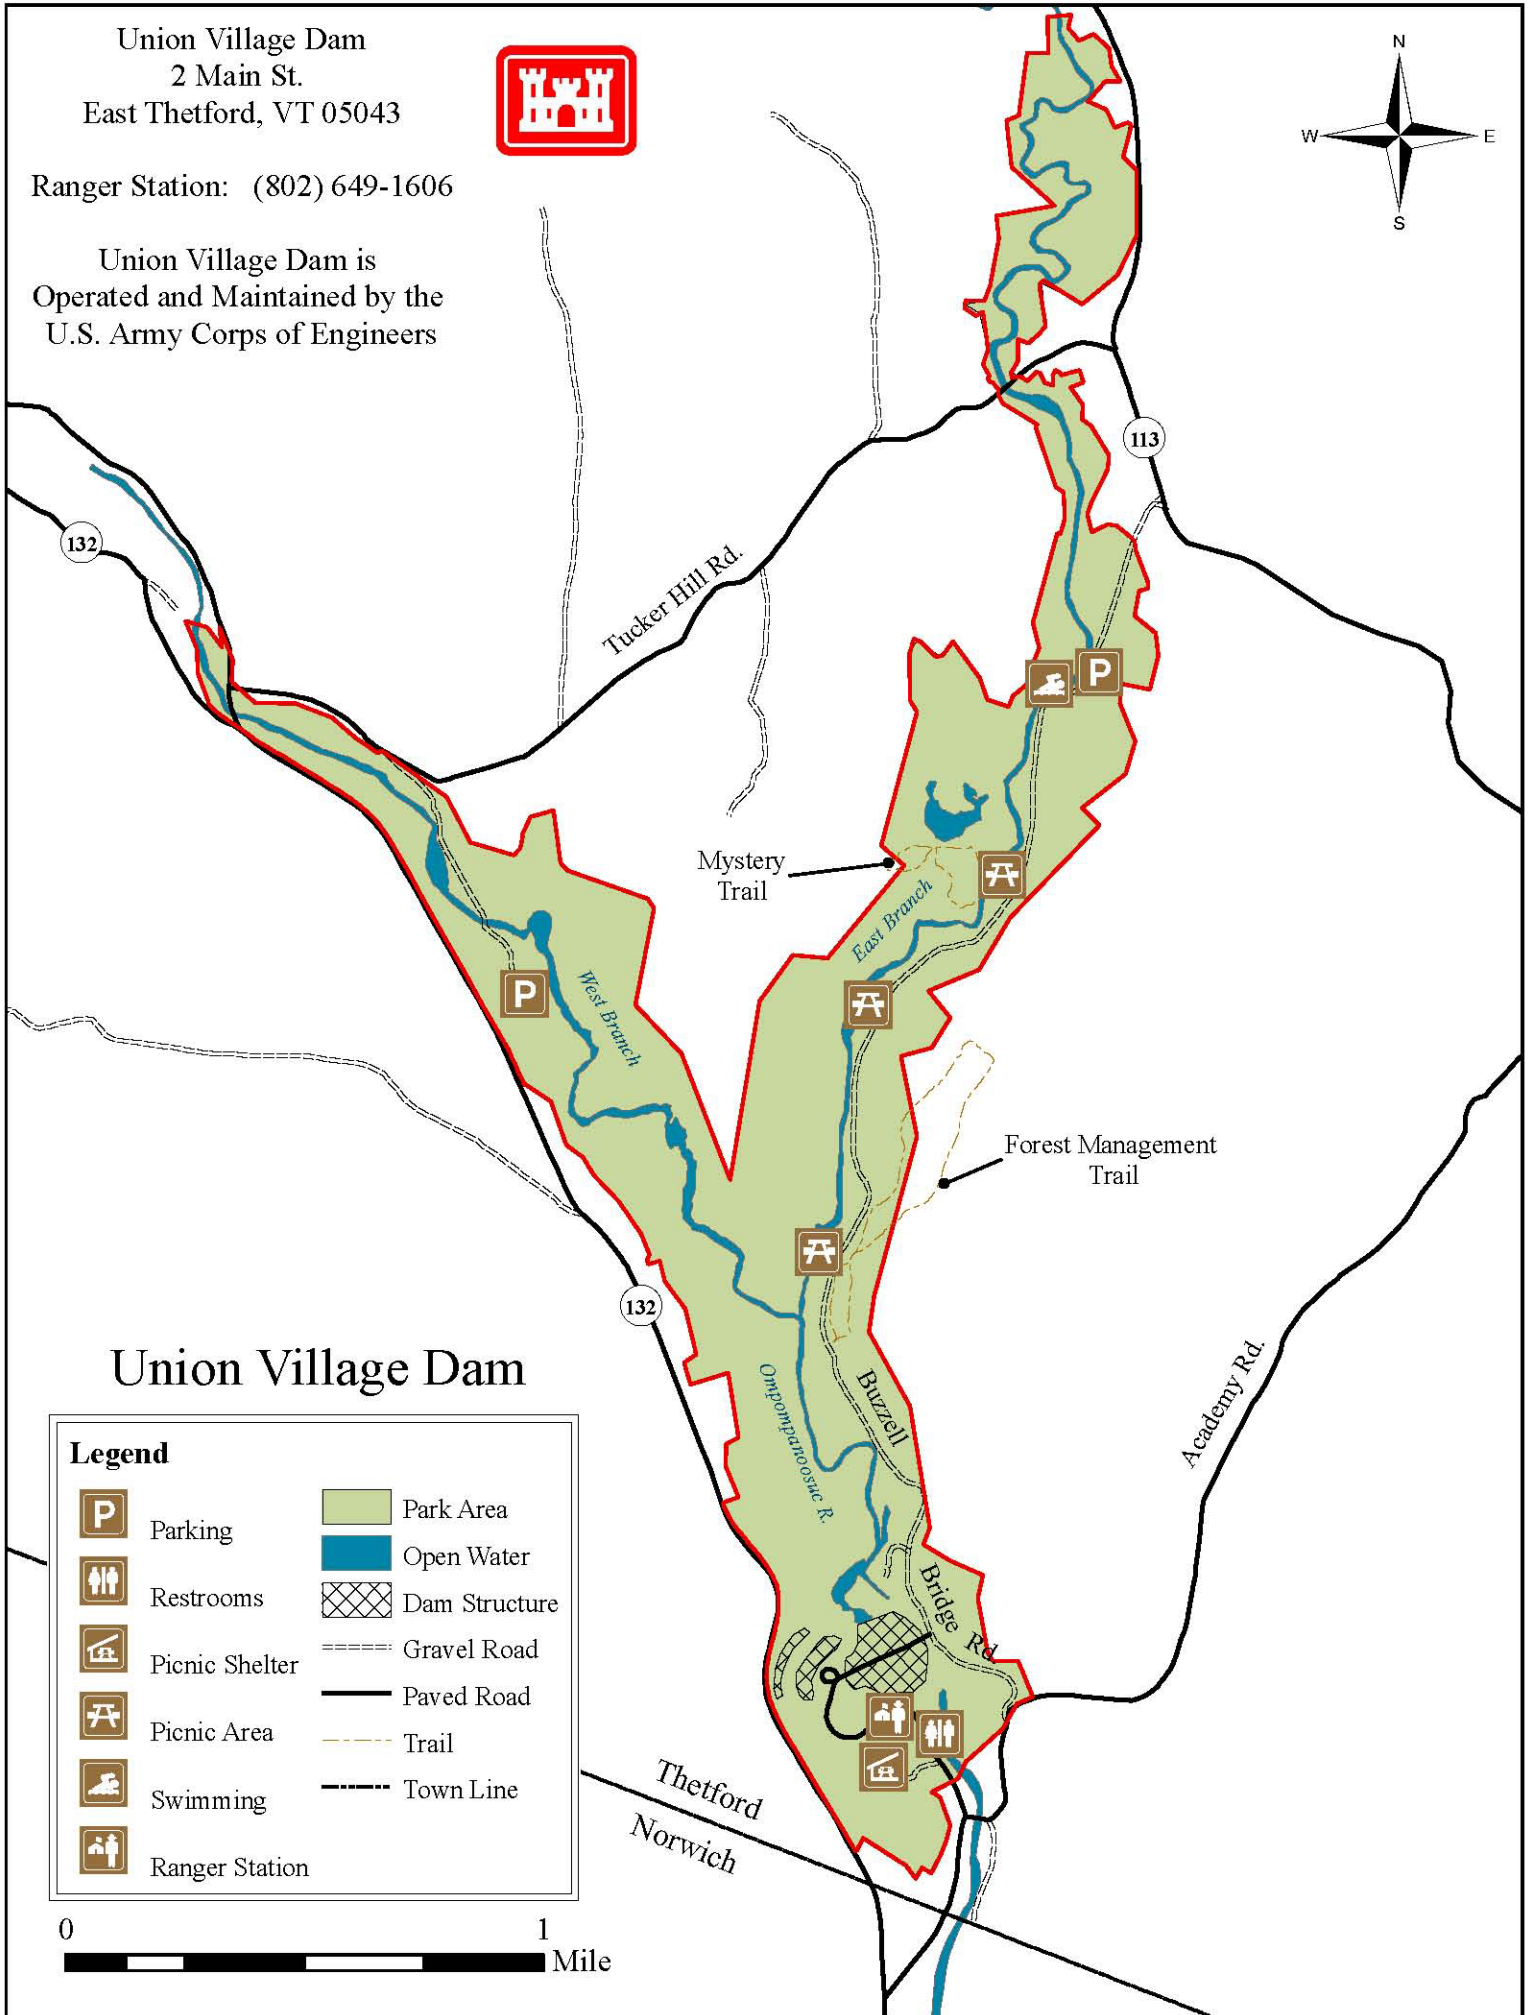 Union Village Dam
2 Main St.
East Thetford, VT 05043
Ranger Station: (802) 649-1606
Union Village Dam is
Operated and Maintained by the
U.S. Army Corps of Engineers
N
W
E
S
113
132
Tucker Hill Rd.
P
Mystery
Trail
East Branch
P
West Branch
Forest Management
Trail
132
Academy Rd.
Buzzell
Ompompanoosuc R.
Bridge Rd
Thetford
Norwich
Union Village Dam
Legend
P
Parking
Restrooms
Picnic Shelter
Picnic Area
Swimming
Ranger Station
Park Area
Open Water
Dam Structure
Gravel Road
Paved Road
Trail
Town Line
0 1
Mile